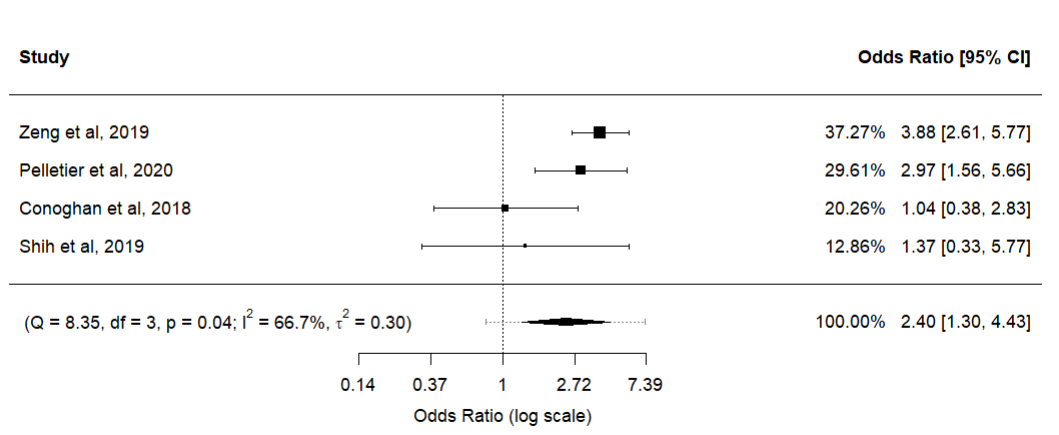 Study Odds Ratio [95% CI]
Zeng et al, 2019 37.27% 3.88 [2.61, 5.77]
Pelletier et al, 2020 29.61% 2.97 [1.56, 5.66]
Conoghan et al, 2018 20.26% 1.04 [0.38, 2.83]
Shih et al, 2019 12.86% 1.37 [0.33, 5.77]
(Q = 8.35, df = 3, p = 0.04; I² = 66.7%, τ² = 0.30) 100.00% 2.40 [1.30, 4.43]
0.14 0.37 1 2.72 7.39
Odds Ratio (log scale)